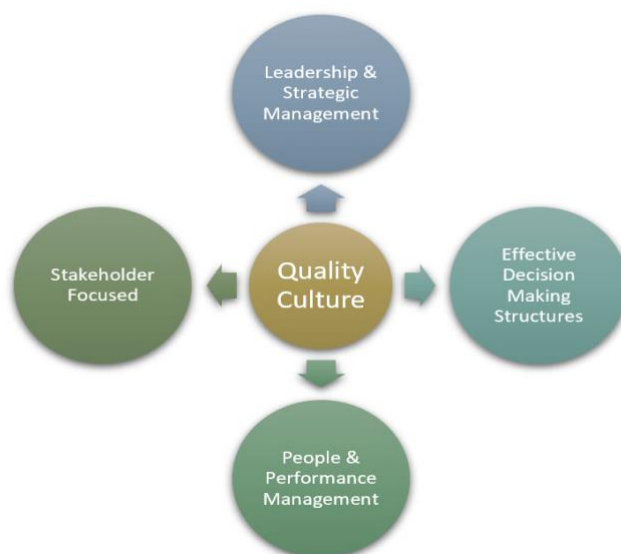 Leadership &
Strategic
Management
Stakeholder
Focused
Quality
Culture
Effective
Decision
Making
Structures
People &
Performance
Management